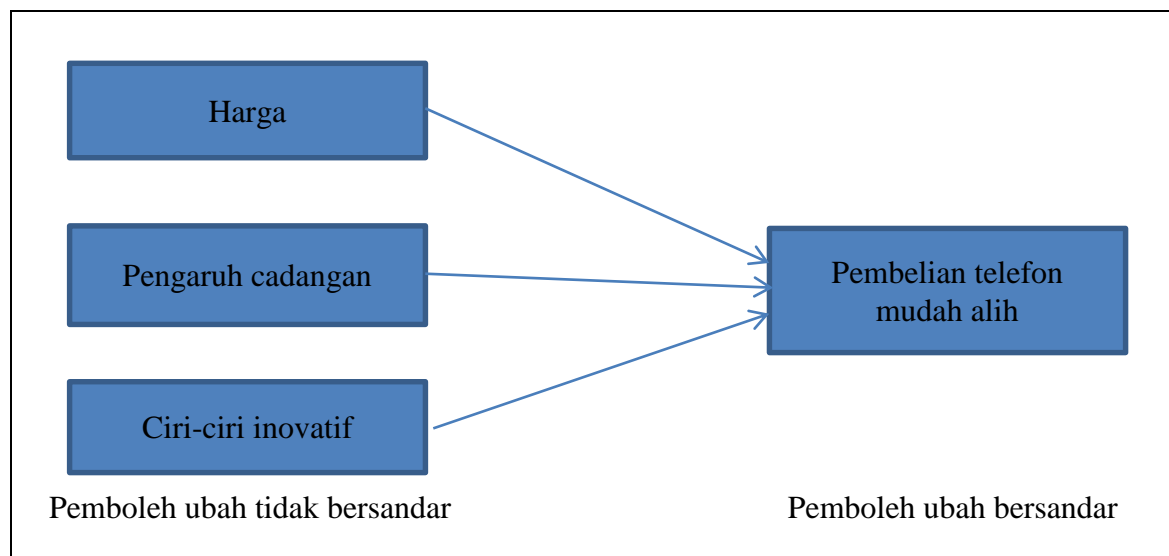 Harga
Pengaruh cadangan
Pembelian telefon
mudah alih
Ciri-ciri inovatif
Pemboleh ubah tidak bersandar
Pemboleh ubah bersandar